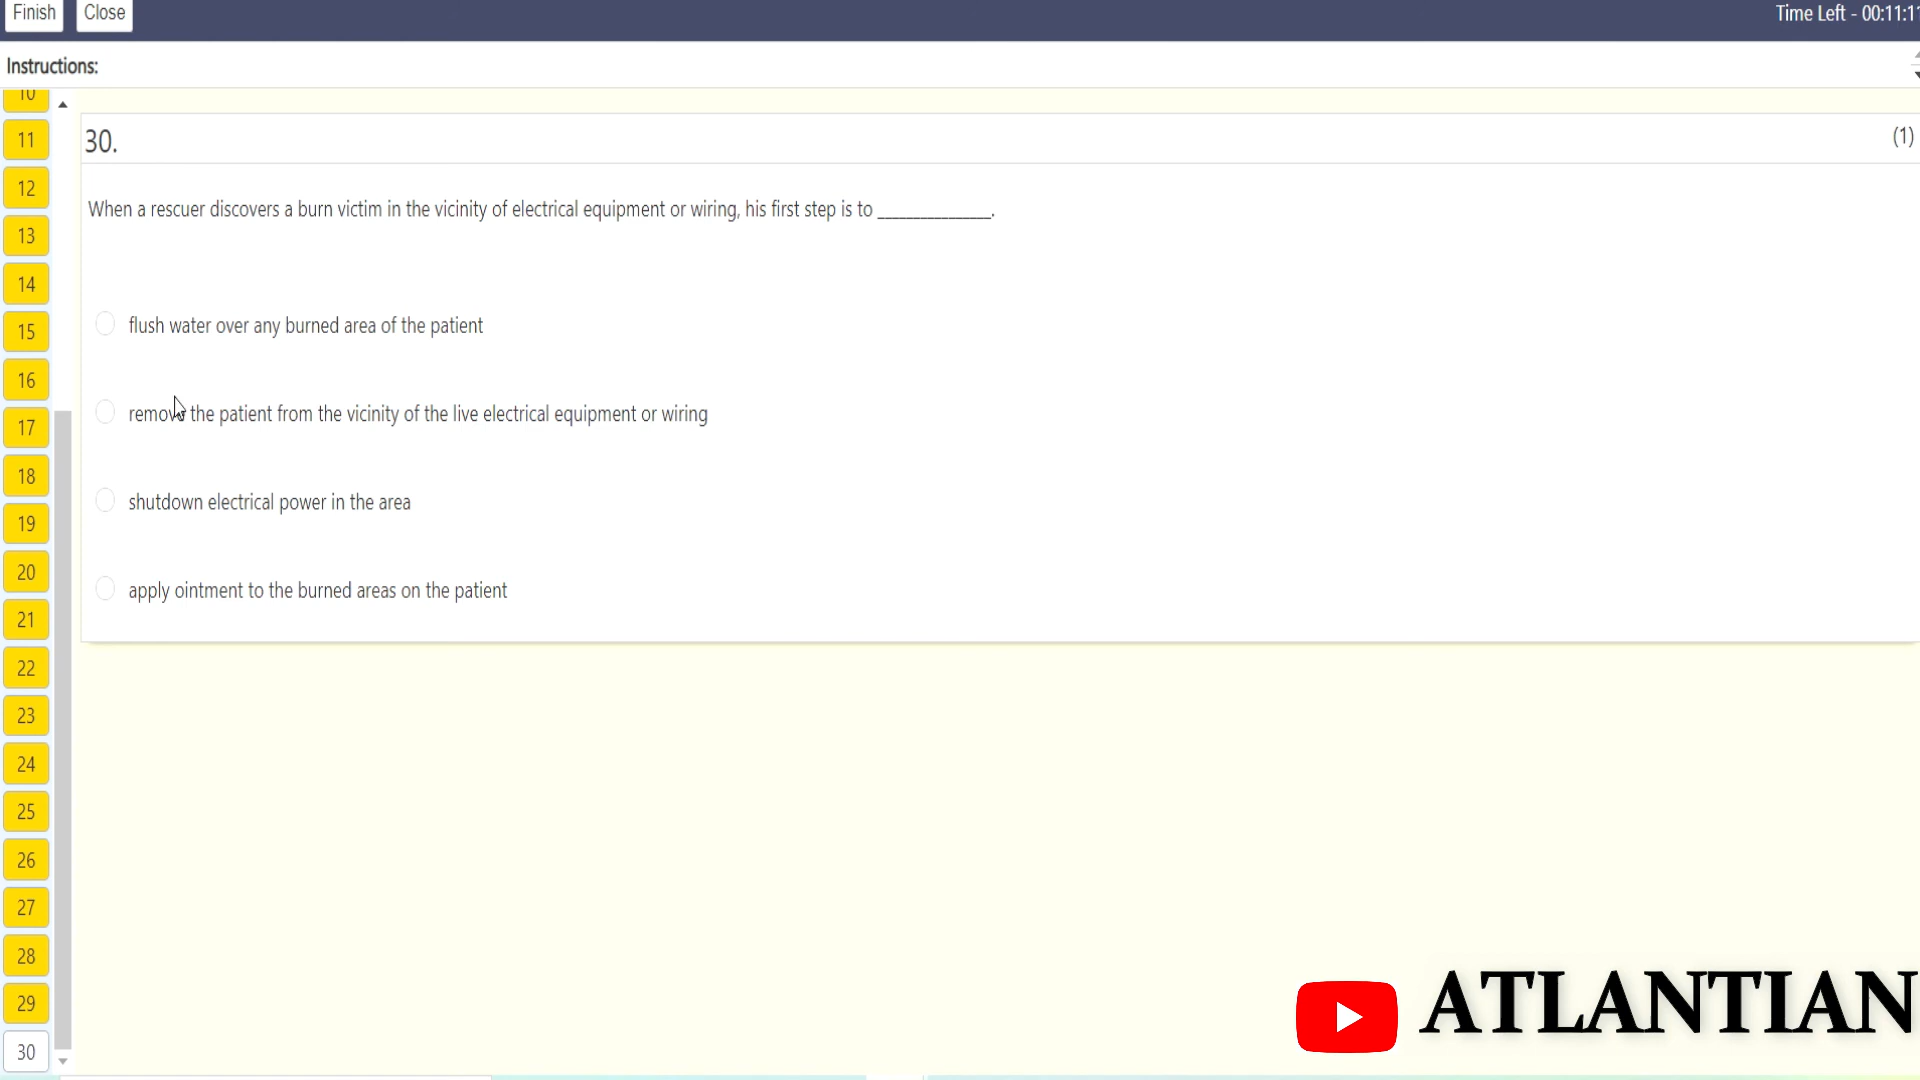 Finish Close Time Left - 00:11:11
Instructions:
10
11
12
13
14
15
16
17
18
19
20
21
22
23
24
25
26
27
28
29
30
30. (1)
When a rescuer discovers a burn victim in the vicinity of electrical equipment or wiring, his first step is to ________________.
flush water over any burned area of the patient
remove the patient from the vicinity of the live electrical equipment or wiring
shutdown electrical power in the area
apply ointment to the burned areas on the patient
ATLANTIAN